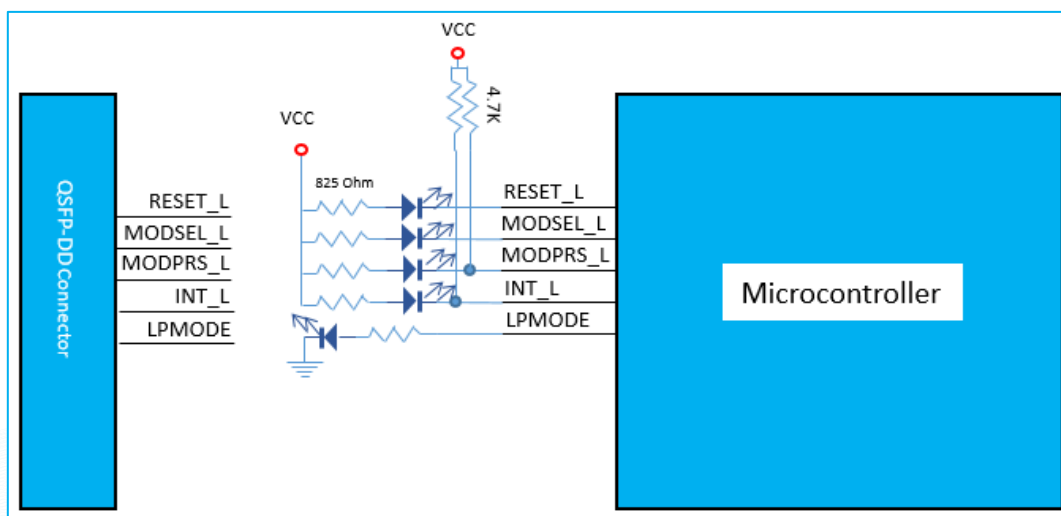 VCC
4.7K
VCC
825 Ohm
QSFP-DD Connector
RESET_L
MODSEL_L
MODPRS_L
INT_L
LPMODE
RESET_L
MODSEL_L
MODPRS_L
INT_L
LPMODE
Microcontroller